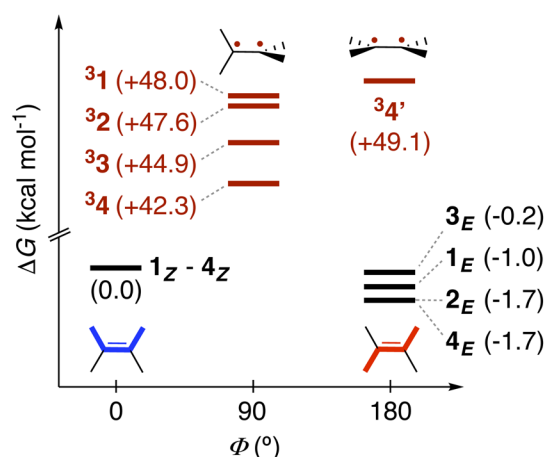 ³1 (+48.0)
³2 (+47.6)
³3 (+44.9)
³4 (+42.3)
³4'
(+49.1)
ΔG (kcal mol⁻¹)
1Z - 4Z
(0.0)
3E (-0.2)
1E (-1.0)
2E (-1.7)
4E (-1.7)
0
90
180
Φ (º)